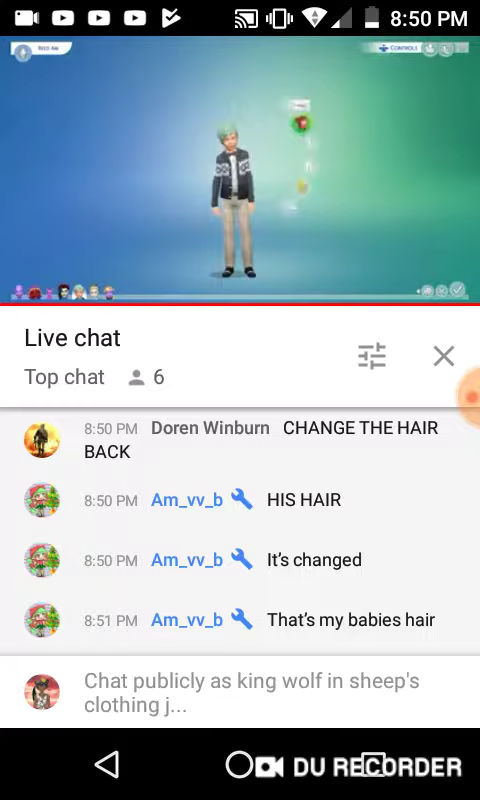 8:50 PM
CONTROLS
Live chat
Top chat 6
8:50 PM Doren Winburn CHANGE THE HAIR
BACK
8:50 PM Am_vv_b HIS HAIR
8:50 PM Am_vv_b It's changed
8:51 PM Am_vv_b That's my babies hair
Chat publicly as king wolf in sheep's
clothing j...
DU RECORDER